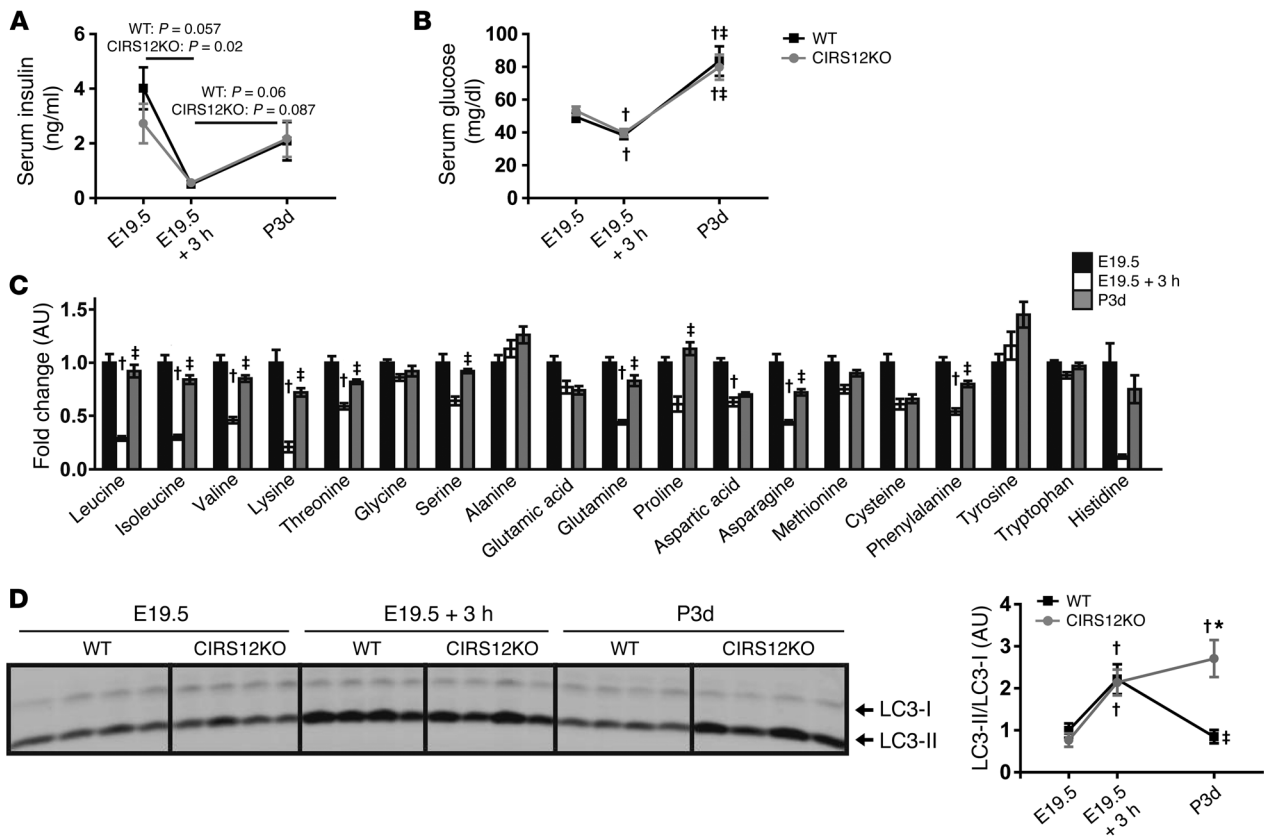 A
WT: P = 0.057
CIRS12KO: P = 0.02
WT: P = 0.06
CIRS12KO: P = 0.087
Serum insulin
(ng/ml)
6
4
2
0
E19.5
E19.5
+ 3 h
P3d
B
Serum glucose
(mg/dl)
100
80
60
40
20
0
†
†
†‡
†‡
E19.5
E19.5
+ 3 h
P3d
WT
CIRS12KO
C
E19.5
E19.5 + 3 h
P3d
Fold change (AU)
1.5
1.0
0.5
0.0
† ‡
† ‡
† ‡
† ‡
† ‡
‡
† ‡
‡
†
† ‡
† ‡
Leucine
Isoleucine
Valine
Lysine
Threonine
Glycine
Serine
Alanine
Glutamic acid
Glutamine
Proline
Aspartic acid
Asparagine
Methionine
Cysteine
Phenylalanine
Tyrosine
Tryptophan
Histidine
D
E19.5
E19.5 + 3 h
P3d
WT
CIRS12KO
WT
CIRS12KO
WT
CIRS12KO
LC3-I
LC3-II
WT
CIRS12KO
LC3-II/LC3-I (AU)
4
3
2
1
0
†
†
†*
‡
E19.5
E19.5
+ 3 h
P3d